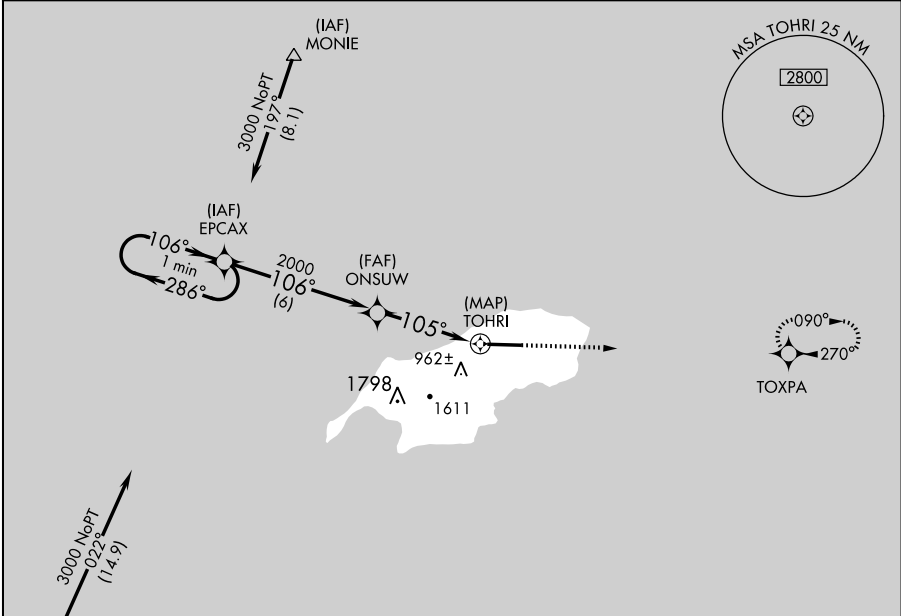 (IAF)
MONIE
MSA TOHRI 25 NM
2800
3000 NoPT
197°
(8.1)
(IAF)
EPCAX
106°
1 min
286°
2000
106°
(6)
(FAF)
ONSUW
105°
(MAP)
TOHRI
962±
1798
1611
090°
270°
TOXPA
3000 NoPT
022°
(14.9)